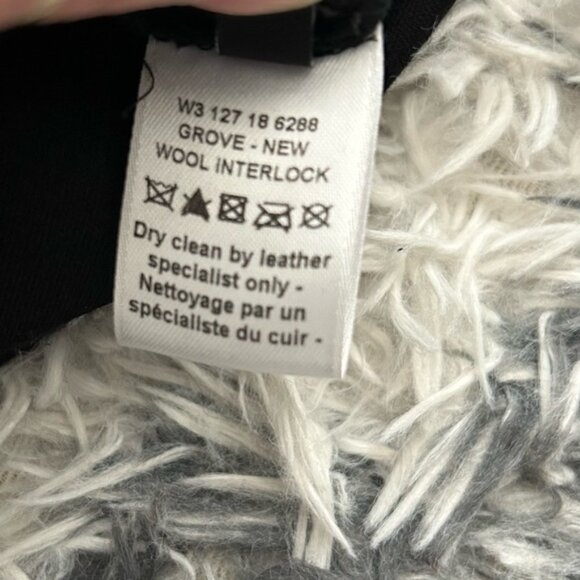 W3 127 18 6288
GROVE - NEW
WOOL INTERLOCK
Dry clean by leather
specialist only -
Nettoyage par un
spécialiste du cuir -